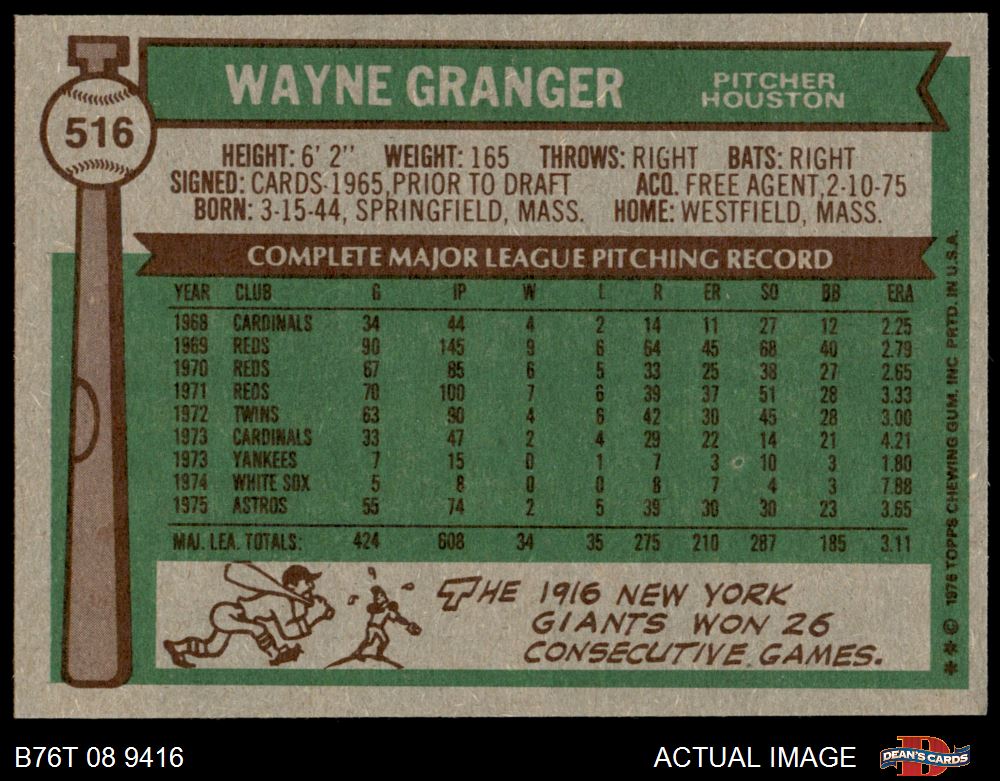 516
WAYNE GRANGER
PITCHER
HOUSTON
HEIGHT: 6' 2" WEIGHT: 165 THROWS: RIGHT BATS: RIGHT
SIGNED: CARDS-1965, PRIOR TO DRAFT ACQ. FREE AGENT, 2-10-75
BORN: 3-15-44, SPRINGFIELD, MASS. HOME: WESTFIELD, MASS.
COMPLETE MAJOR LEAGUE PITCHING RECORD
YEAR CLUB G IP W L R ER SO BB ERA
1968 CARDINALS 34 44 4 2 14 11 27 12 2.25
1969 REDS 90 145 9 6 64 45 68 40 2.79
1970 REDS 67 85 6 5 33 25 38 27 2.65
1971 REDS 70 100 7 6 39 37 51 28 3.33
1972 TWINS 63 90 4 6 42 30 45 28 3.00
1973 CARDINALS 33 47 2 4 29 22 14 21 4.21
1973 YANKEES 7 15 0 1 7 3 10 3 1.80
1974 WHITE SOX 5 8 0 0 8 7 4 3 7.88
1975 ASTROS 55 74 2 5 39 30 30 23 3.65
MAJ. LEA. TOTALS: 424 608 34 35 275 210 287 185 3.11
THE 1916 NEW YORK
GIANTS WON 26
CONSECUTIVE GAMES.
** © 1976 TOPPS CHEWING GUM, INC PRTD. IN U.S.A.
B76T 08 9416
ACTUAL IMAGE
DEAN'S CARDS